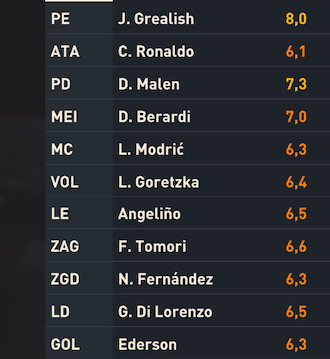 PE J. Grealish 8,0
ATA C. Ronaldo 6,1
PD D. Malen 7,3
MEI D. Berardi 7,0
MC L. Modrić 6,3
VOL L. Goretzka 6,4
LE Angeliño 6,5
ZAG F. Tomori 6,6
ZGD N. Fernández 6,3
LD G. Di Lorenzo 6,5
GOL Ederson 6,3